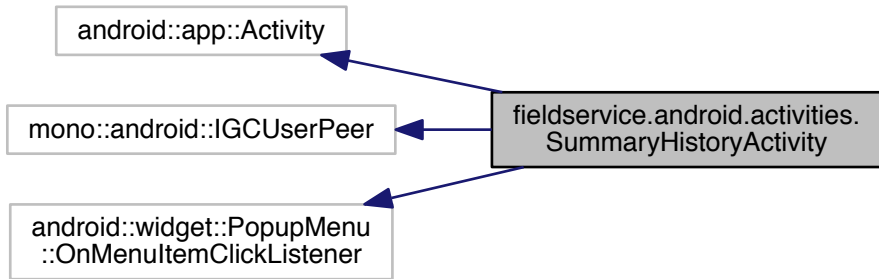 android::app::Activity
mono::android::IGCUserPeer
fieldservice.android.activities.
SummaryHistoryActivity
android::widget::PopupMenu
::OnMenuItemClickListener